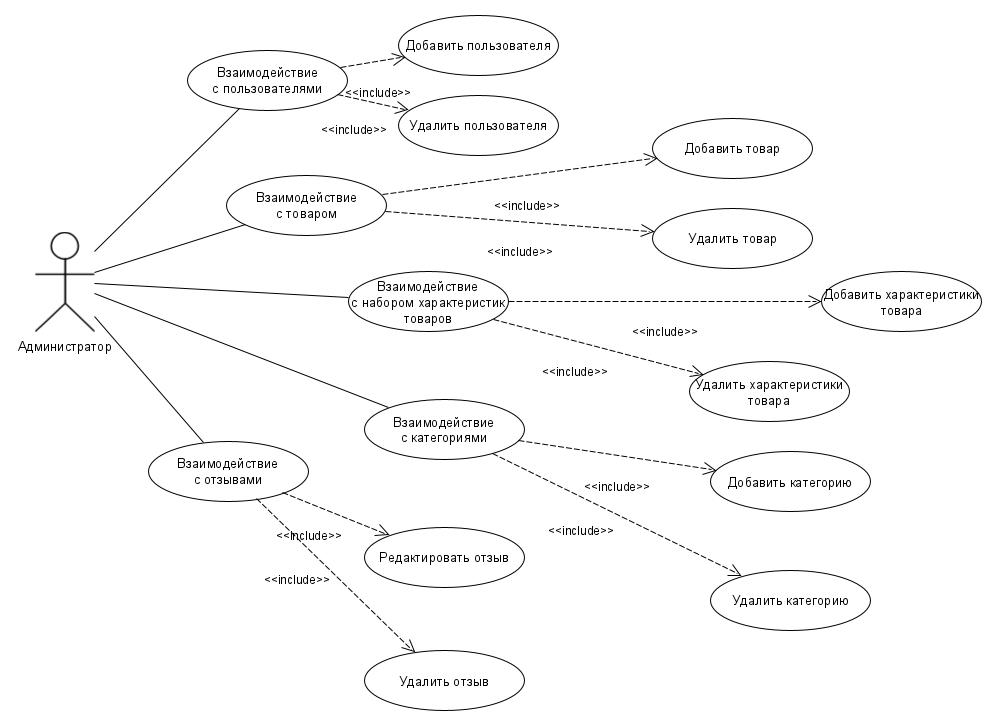 Добавить пользователя
Взаимодействие
с пользователями
<<include>>
Удалить пользователя
<<include>>
Добавить товар
Взаимодействие
с товаром
<<include>>
Удалить товар
<<include>>
Взаимодействие
с набором характеристик
товаров
Добавить характеристики
товара
<<include>>
Администратор
<<include>>
Удалить характеристики
товара
Взаимодействие
с категориями
Взаимодействие
с отзывами
<<include>>
Добавить категорию
<<include>>
<<include>>
Редактировать отзыв
<<include>>
Удалить категорию
Удалить отзыв